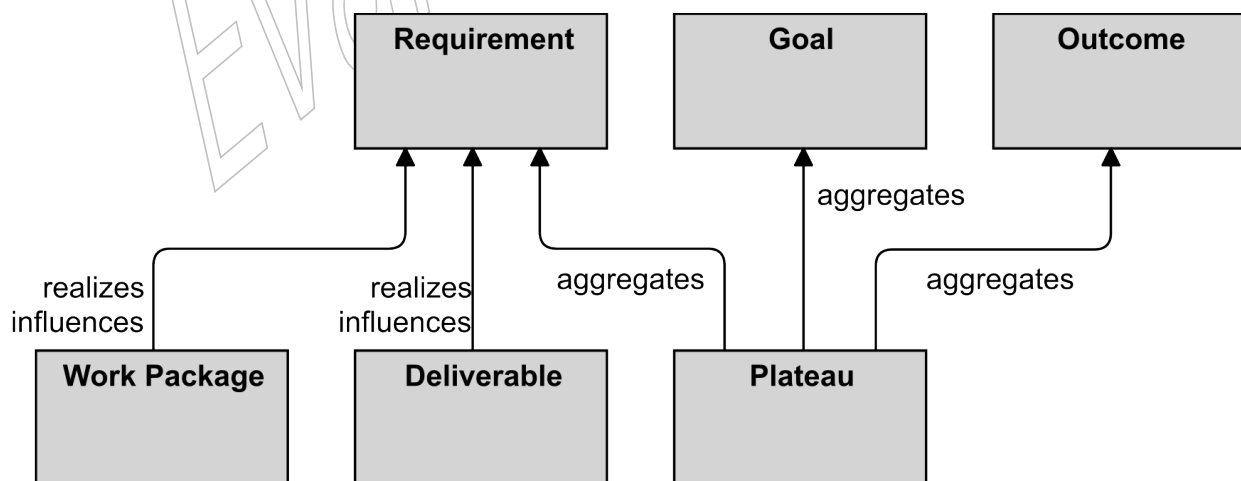 Requirement
Goal
Outcome
aggregates
realizes
influences
realizes
influences
aggregates
aggregates
Work Package
Deliverable
Plateau